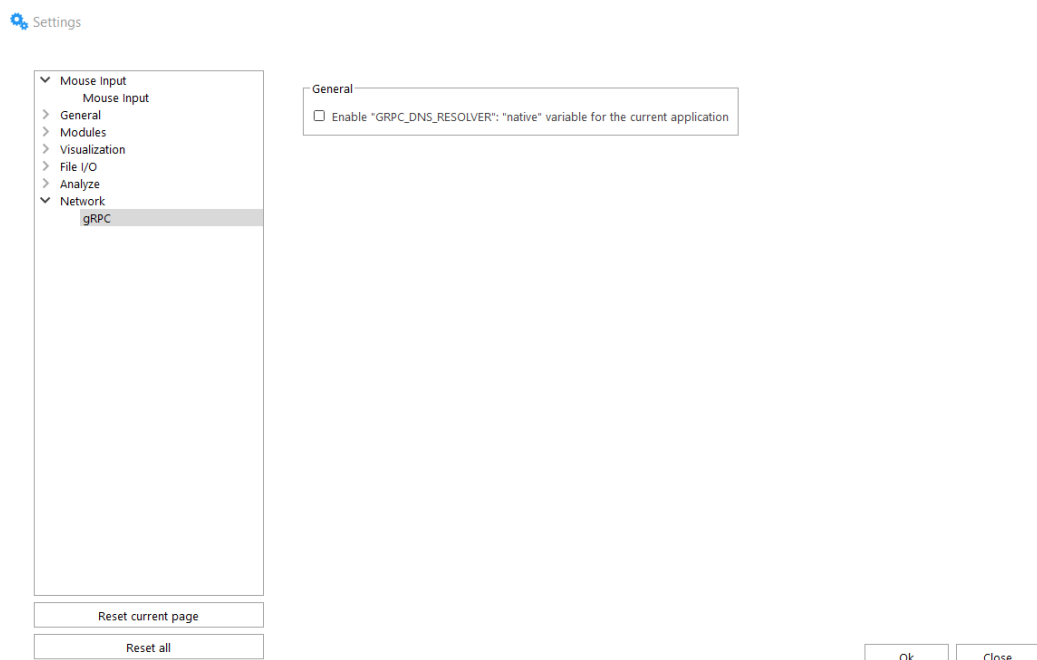 Settings
Mouse Input
Mouse Input
General
Modules
Visualization
File I/O
Analyze
Network
gRPC
Reset current page
Reset all
General
Enable "GRPC_DNS_RESOLVER": "native" variable for the current application
Ok
Close